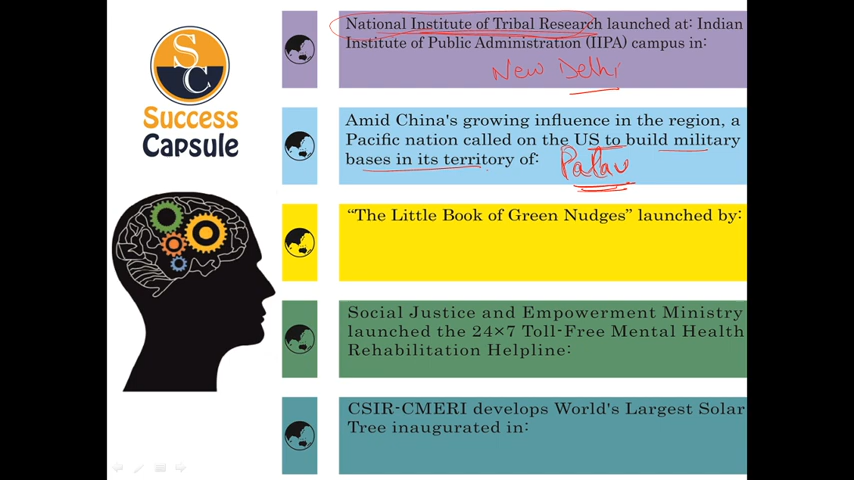 S
C
Success
Capsule
National Institute of Tribal Research launched at: Indian
Institute of Public Administration (IIPA) campus in:
New Delhi
Amid China's growing influence in the region, a
Pacific nation called on the US to build military
bases in its territory of:
Palau
“The Little Book of Green Nudges” launched by:
Social Justice and Empowerment Ministry
launched the 24×7 Toll-Free Mental Health
Rehabilitation Helpline:
CSIR-CMERI develops World's Largest Solar
Tree inaugurated in: